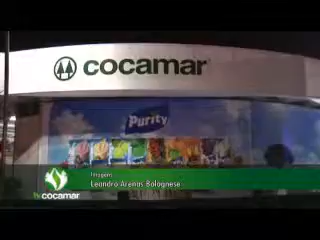 cocamar
Purity
Imagens
Leandro Arenas Bolognese
tv cocamar